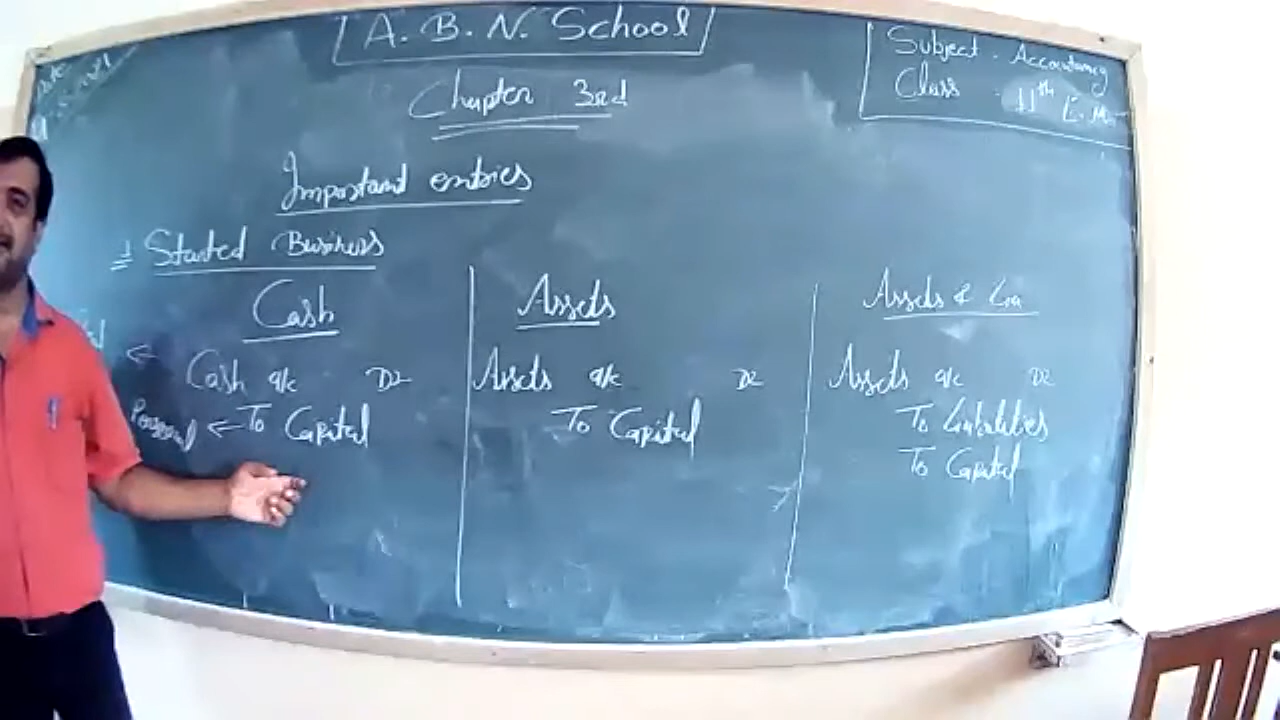 A. B. N. School
Subject . Accountancy
Class . 11th E.M.
Chapter 3rd
Important entries
1 Started Business
Cash
Cash a/c Dr
Personal ← To Capital
Assets
Assets a/c Dr
To Capital
Assets & Lia
Assets a/c Dr
To Liabilities
To Capital